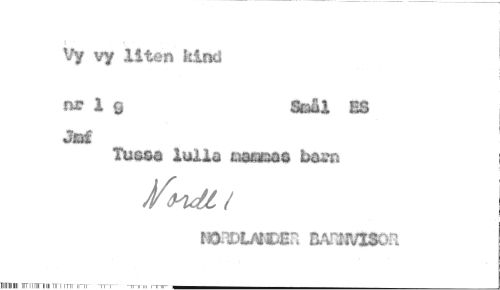 Vy vy liten kind
nr 1 g Smål ES
Jmf
Tussa lulla mammas barn
Nordl 1
NORDLANDER BARNVISOR